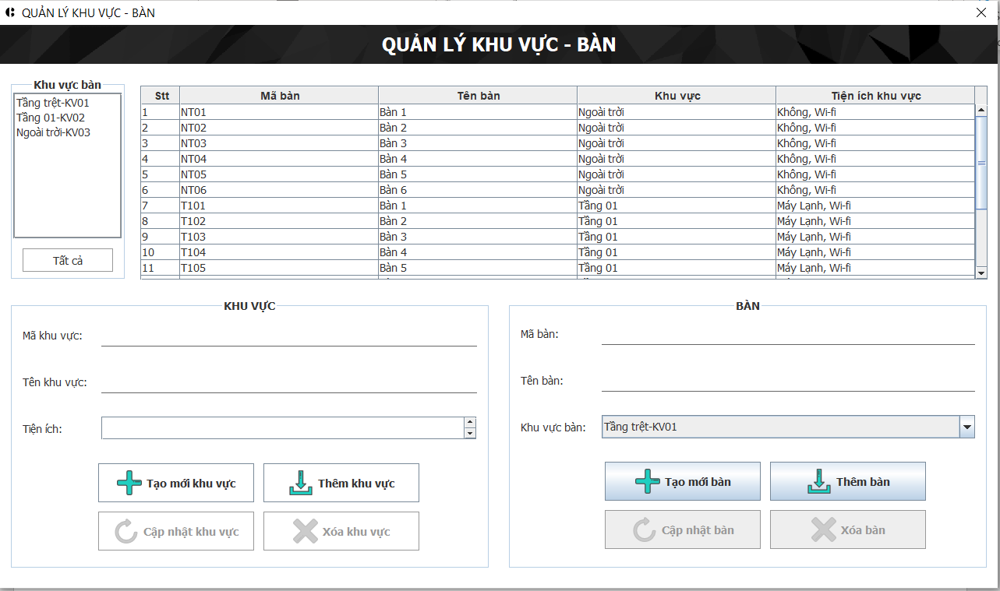 QUẢN LÝ KHU VỰC - BÀN
QUẢN LÝ KHU VỰC - BÀN
Khu vực bàn
Tầng trệt-KV01
Tầng 01-KV02
Ngoài trời-KV03
Tất cả
Stt Mã bàn Tên bàn Khu vực Tiện ích khu vực
1 NT01 Bàn 1 Ngoài trời Không, Wi-fi
2 NT02 Bàn 2 Ngoài trời Không, Wi-fi
3 NT03 Bàn 3 Ngoài trời Không, Wi-fi
4 NT04 Bàn 4 Ngoài trời Không, Wi-fi
5 NT05 Bàn 5 Ngoài trời Không, Wi-fi
6 NT06 Bàn 6 Ngoài trời Không, Wi-fi
7 T101 Bàn 1 Tầng 01 Máy Lạnh, Wi-fi
8 T102 Bàn 2 Tầng 01 Máy Lạnh, Wi-fi
9 T103 Bàn 3 Tầng 01 Máy Lạnh, Wi-fi
10 T104 Bàn 4 Tầng 01 Máy Lạnh, Wi-fi
11 T105 Bàn 5 Tầng 01 Máy Lạnh, Wi-fi
KHU VỰC
Mã khu vực:
Tên khu vực:
Tiện ích:
Tạo mới khu vực Thêm khu vực
Cập nhật khu vực Xóa khu vực
BÀN
Mã bàn:
Tên bàn:
Khu vực bàn: Tầng trệt-KV01
Tạo mới bàn Thêm bàn
Cập nhật bàn Xóa bàn